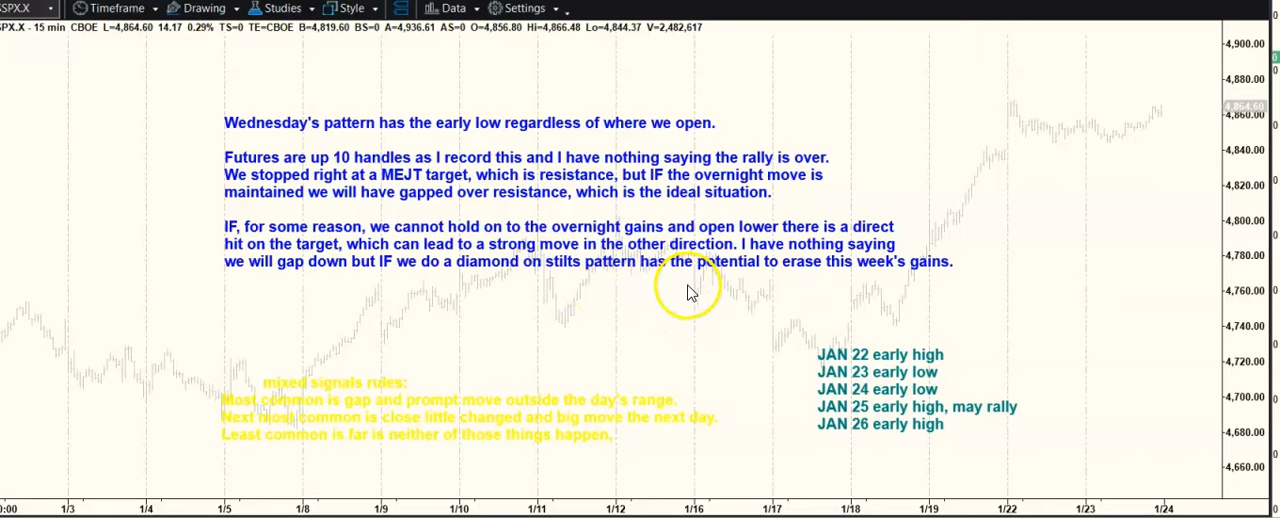 SPX.X
Timeframe
Drawing
Studies
Style
Data
Settings
SPX.X - 15 min CBOE L=4,864.60 14.17 0.29% TS=0 TE=CBOE B=4,819.60 BS=0 A=4,936.61 AS=0 O=4,856.80 Hi=4,866.48 Lo=4,844.37 V=2,482,617
Wednesday's pattern has the early low regardless of where we open.
Futures are up 10 handles as I record this and I have nothing saying the rally is over.
We stopped right at a MEJT target, which is resistance, but IF the overnight move is
maintained we will have gapped over resistance, which is the ideal situation.
IF, for some reason, we cannot hold on to the overnight gains and open lower there is a direct
hit on the target, which can lead to a strong move in the other direction. I have nothing saying
we will gap down but IF we do a diamond on stilts pattern has the potential to erase this week's gains.
mixed signals rules:
Most common is gap and prompt move outside the day's range.
Next most common is close little changed and big move the next day.
Least common is far is neither of those things happen,
JAN 22 early high
JAN 23 early low
JAN 24 early low
JAN 25 early high, may rally
JAN 26 early high
4,900.00
4,880.00
4,864.60
4,860.00
4,840.00
4,820.00
4,800.00
4,780.00
4,760.00
4,740.00
4,720.00
4,700.00
4,680.00
4,660.00
0:00
1/3
1/4
1/5
1/8
1/9
1/10
1/11
1/12
1/16
1/17
1/18
1/19
1/22
1/23
1/24